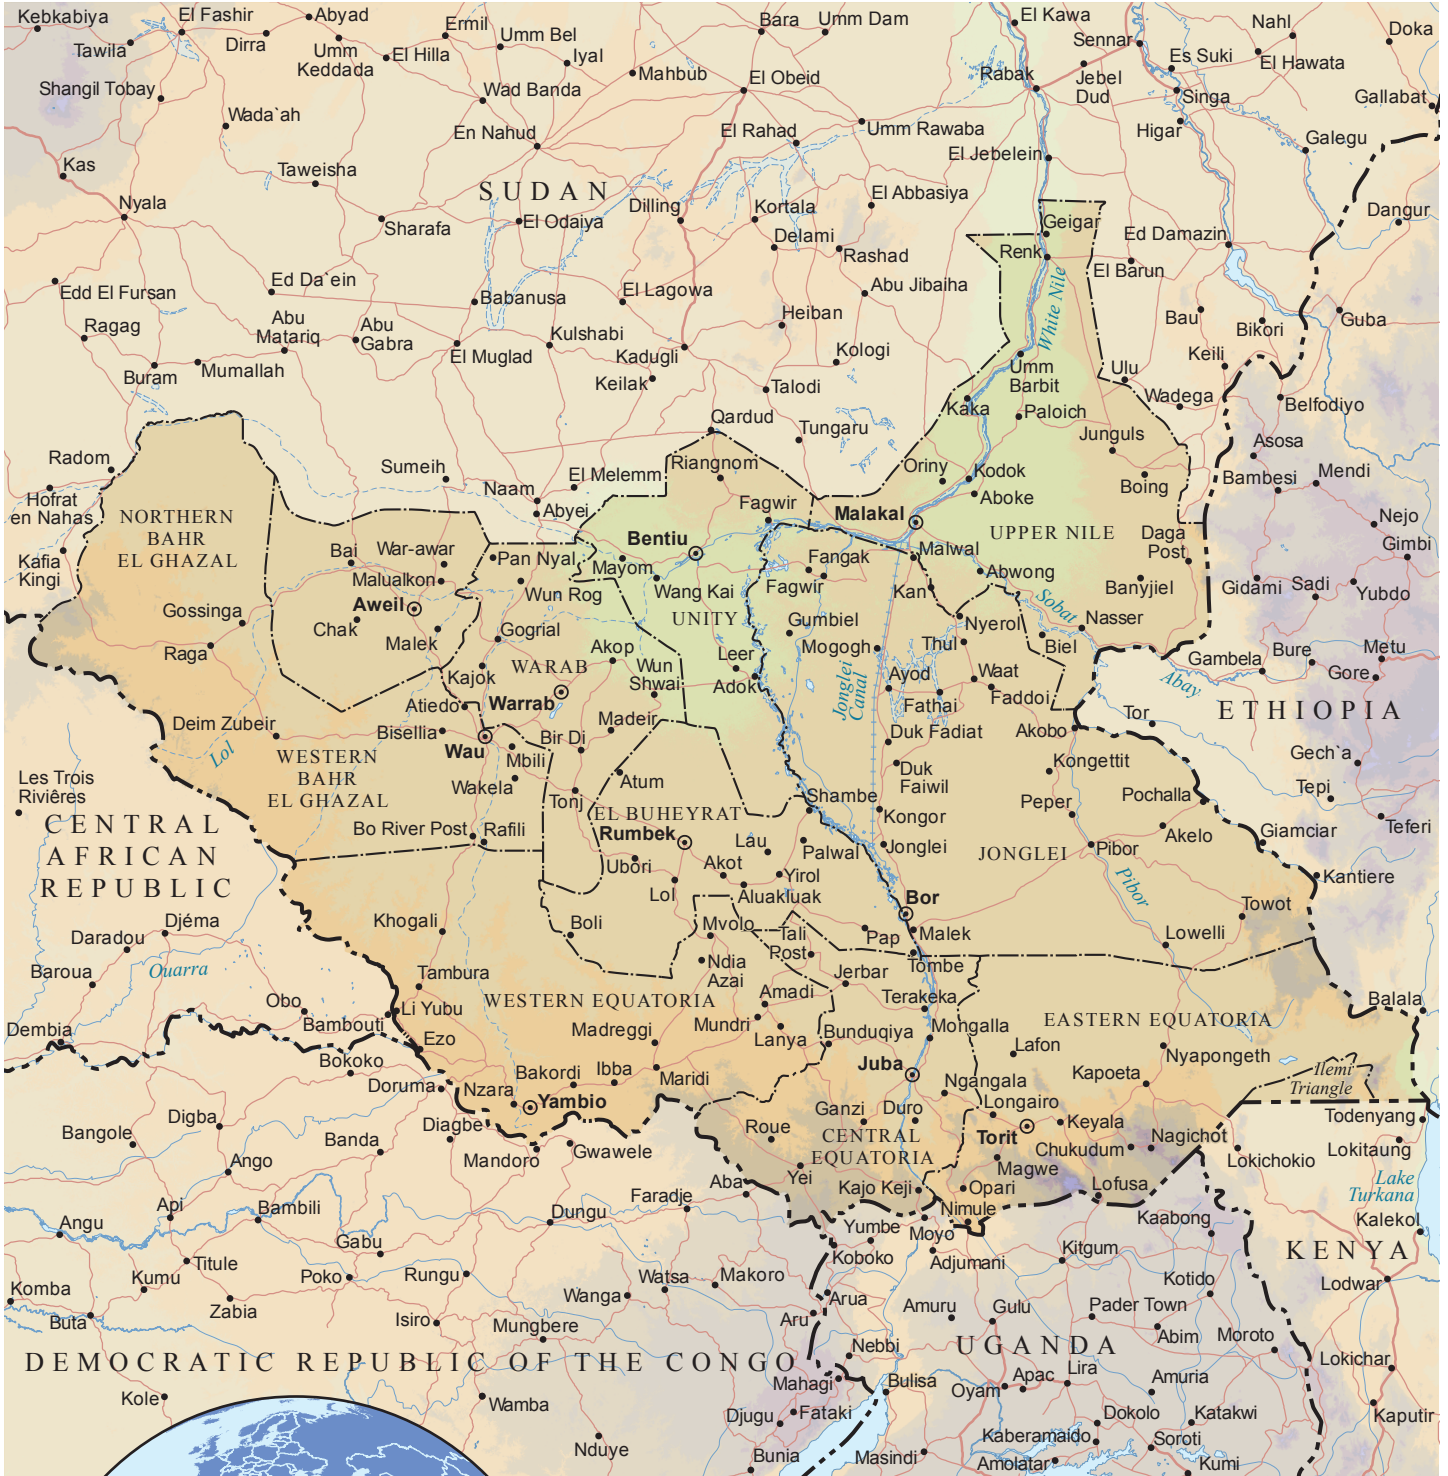 Kebkabiya
El Fashir
Abyad
Ermil
Bara
Umm Dam
El Kawa
Nahl
Doka
Tawila
Dirra
Umm
Keddada
El Hilla
Umm Bel
Iyal
Sennar
Es Suki
El Hawata
Shangil Tobay
Wad Banda
Mahbub
El Obeid
Rabak
Jebel
Dud
Singa
Gallabat
Wada`ah
En Nahud
El Rahad
Umm Rawaba
Higar
Galegu
Kas
Taweisha
El Jebelein
SUDAN
Nyala
Sharafa
El Odaiya
Dilling
Kortala
El Abbasiya
Geigar
Dangur
Delami
Rashad
Renk
Ed Damazin
Edd El Fursan
Ed Da`ein
Babanusa
El Lagowa
Abu Jibaiha
White Nile
El Barun
Ragag
Abu
Matariq
Abu
Gabra
Kulshabi
Heiban
Bau
Bikori
Guba
Buram
Mumallah
El Muglad
Kadugli
Kologi
Keili
Keilak
Talodi
Umm
Barbit
Ulu
Wadega
Belfodiyo
Qardud
Tungaru
Kaka
Paloich
Junguls
Asosa
Radom
Sumeih
El Melemm
Riangnom
Oriny
Kodok
Bambesi
Mendi
Hofrat
en Nahas
Naam
Abyei
Fagwir
Aboke
Boing
NORTHERN
BAHR
EL GHAZAL
Malakal
UPPER NILE
Daga
Post
Nejo
Gimbi
Kafia
Kingi
Bai
War-awar
Pan Nyal
Bentiu
Mayom
Fangak
Malwal
Abwong
Malualkon
Wun Rog
Wang Kai
Fagwir
Kan
Banyjiel
Gidami
Sadi
Yubdo
Gossinga
Aweil
UNITY
Sobat
Nasser
Chak
Malek
Gogrial
Gumbiel
Nyerol
Raga
WARAB
Akop
Wun
Shwai
Leer
Mogogh
Thul
Biel
Gambela
Bure
Metu
Gore
Kajok
Adok
Jonglei
Canal
Ayod
Waat
Faddoi
Abay
Atiedo
Warrab
Fathai
ETHIOPIA
Deim Zubeir
Bisellia
Wau
Madeir
Bir Di
Duk Fadiat
Akobo
Tor
Lol
Mbili
Gech`a
WESTERN
BAHR
EL GHAZAL
Wakela
Atum
Tonj
Duk
Faiwil
Kongettit
Tepi
Les Trois
Rivières
Shambe
Peper
Pochalla
CENTRAL
AFRICAN
REPUBLIC
Bo River Post
Rafili
EL BUHEYRAT
Rumbek
Kongor
Akelo
Giamciar
Teferi
Ubori
Lau
Akot
Palwal
Jonglei
JONGLEI
Pibor
Kantiere
Lol
Yirol
Aluakluak
Pibor
Djéma
Khogali
Boli
Mvolo
Bor
Towot
Daradou
Tali
Post
Pap
Malek
Lowelli
Baroua
Ouarra
Tambura
Ndia
Azai
Jerbar
Tombe
Obo
Bambouti
Li Yubu
WESTERN EQUATORIA
Amadi
Terakeka
Balala
Dembia
Ezo
Madreggi
Mundri
Lanya
Bunduqiya
Mongalla
EASTERN EQUATORIA
Bokoko
Lafon
Nyapongeth
Doruma
Nzara
Bakordi
Ibba
Maridi
Juba
Ngangala
Kapoeta
Ilemi
Triangle
Digba
Yambio
Ganzi
Duro
Longairo
Todenyang
Bangole
Banda
Diagbe
Roue
CENTRAL
EQUATORIA
Torit
Keyala
Nagichot
Lokitaung
Ango
Mandoro
Gwawele
Chukudum
Lokichokio
Yei
Magwe
Lake
Turkana
Api
Bambili
Faradje
Aba
Kajo Keji
Opari
Lofusa
Angu
Dungu
Nimule
Kaabong
Kalekol
Gabu
Yumbe
Moyo
Koboko
Adjumani
Kitgum
KENYA
Titule
Komba
Kumu
Poko
Rungu
Watsa
Makoro
Kotido
Lodwar
Zabia
Wanga
Arua
Amuru
Gulu
Pader Town
Buta
Isiro
Mungbere
Aru
Abim
Moroto
DEMOCRATIC REPUBLIC OF THE CONGO
Nebbi
UGANDA
Lokichar
Mahagi
Bulisa
Oyam
Apac
Lira
Amuria
Kole
Wamba
Djugu
Fataki
Dokolo
Katakwi
Kaputir
Nduye
Kaberamaido
Soroti
Bunia
Masindi
Amolatar
Kumi